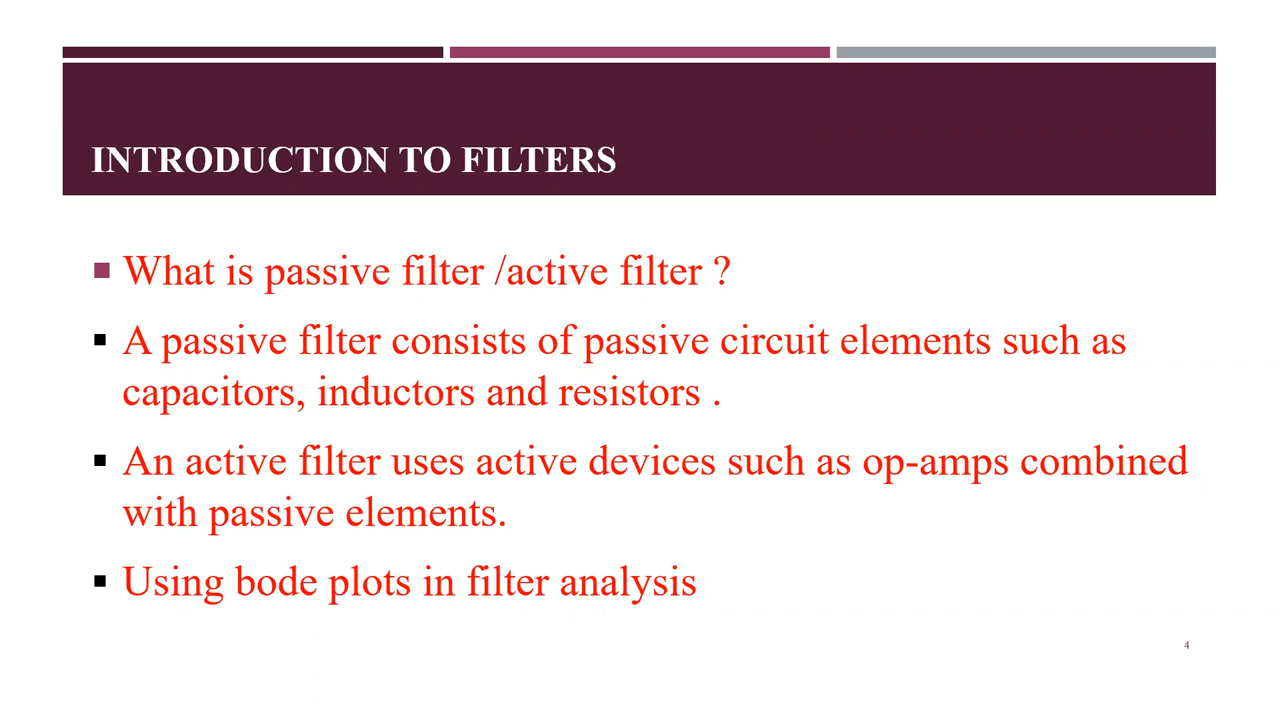 INTRODUCTION TO FILTERS
What is passive filter /active filter ?
A passive filter consists of passive circuit elements such as
capacitors, inductors and resistors .
An active filter uses active devices such as op-amps combined
with passive elements.
Using bode plots in filter analysis
4